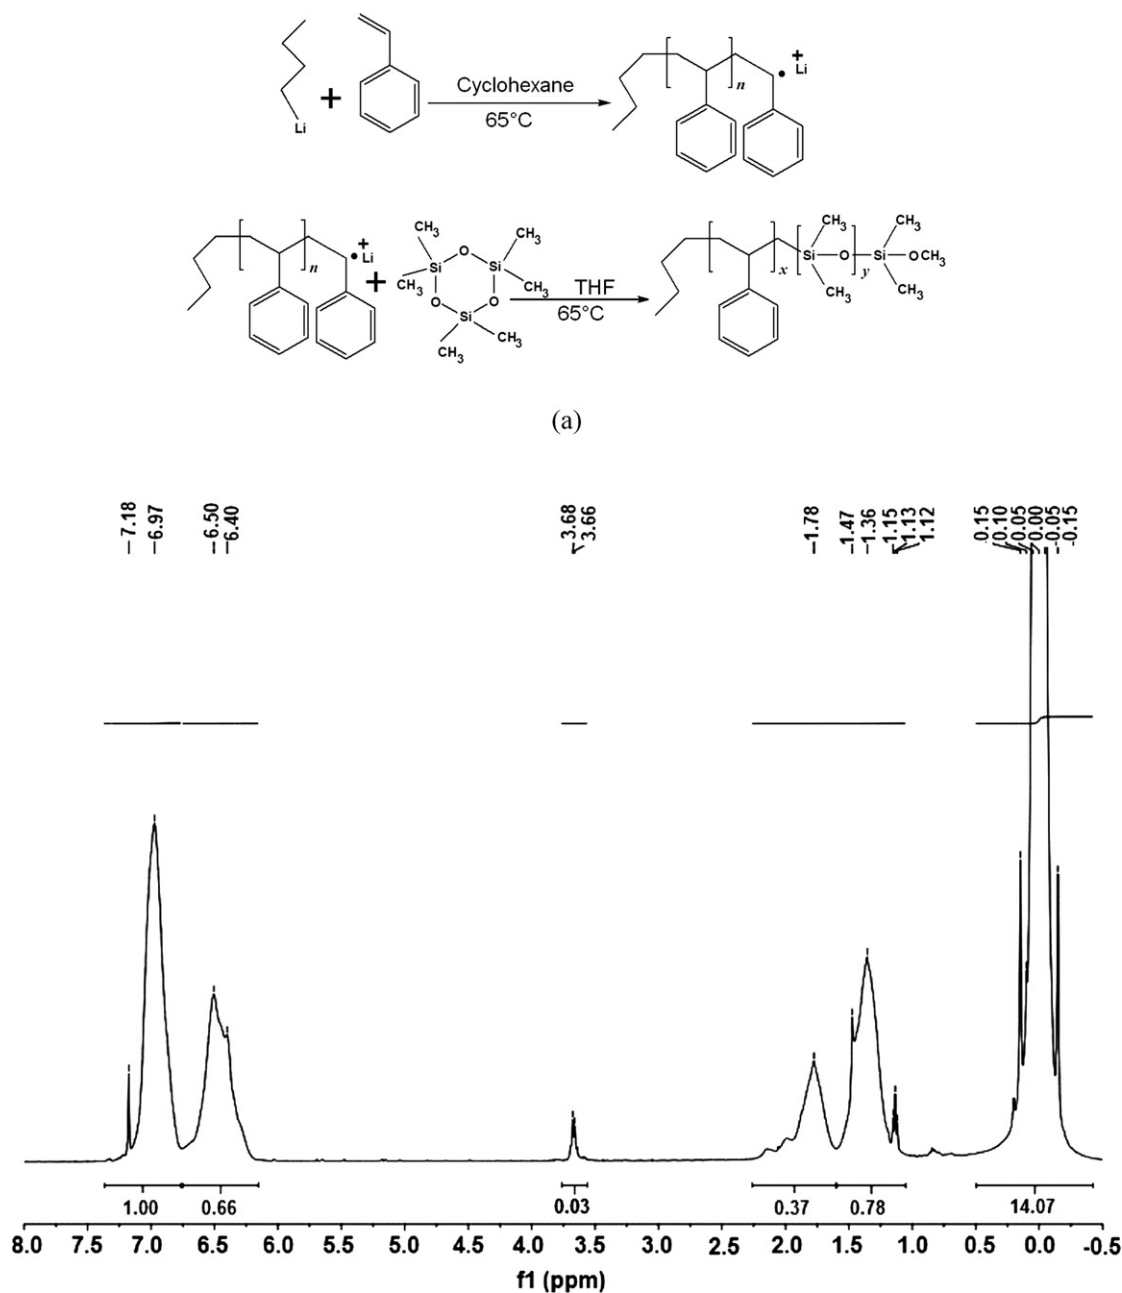 Li
+
Cyclohexane
65°C
n
+
Li
n
+
Li
+
CH₃
CH₃
O
Si
Si
CH₃
CH₃
O
O
Si
CH₃
CH₃
THF
65°C
x
CH₃
CH₃
Si
O
Si
OCH₃
y
CH₃
CH₃
(a)
7.18
6.97
6.50
6.40
3.68
3.66
1.78
1.47
1.36
1.15
1.13
1.12
0.15
0.10
0.05
0.00
-0.05
-0.15
1.00 0.66 0.03 0.37 0.78 14.07
8.0 7.5 7.0 6.5 6.0 5.5 5.0 4.5 4.0 3.5 3.0 2.5 2.0 1.5 1.0 0.5 0.0 -0.5
f1 (ppm)